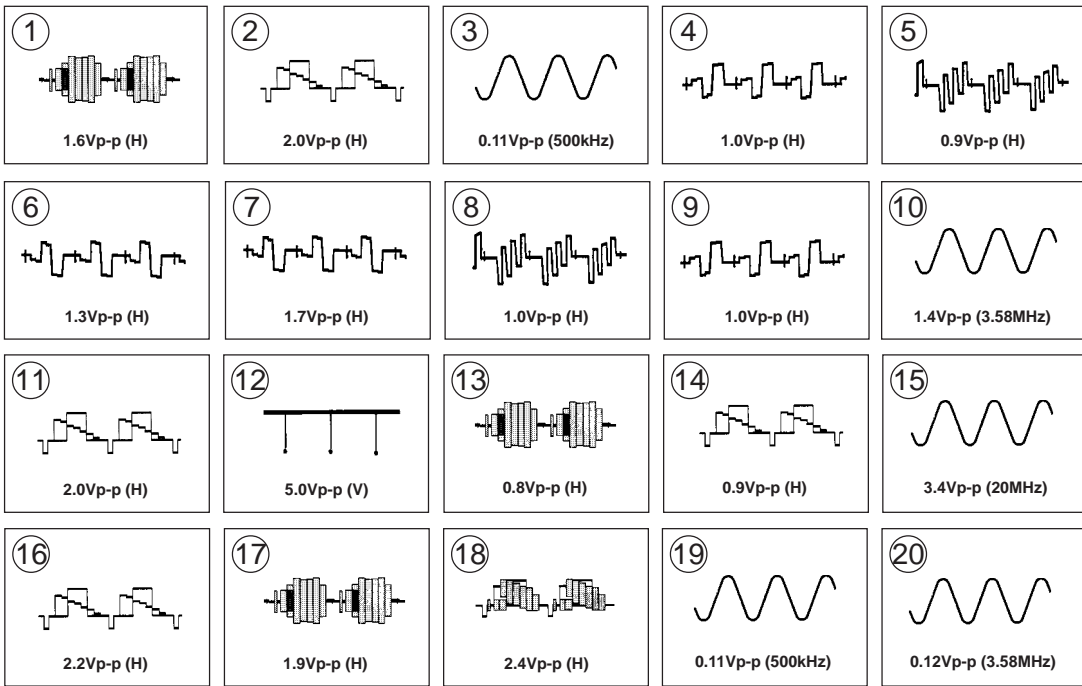 1
1.6Vp-p (H)
2
2.0Vp-p (H)
3
0.11Vp-p (500kHz)
4
1.0Vp-p (H)
5
0.9Vp-p (H)
6
1.3Vp-p (H)
7
1.7Vp-p (H)
8
1.0Vp-p (H)
9
1.0Vp-p (H)
10
1.4Vp-p (3.58MHz)
11
2.0Vp-p (H)
12
5.0Vp-p (V)
13
0.8Vp-p (H)
14
0.9Vp-p (H)
15
3.4Vp-p (20MHz)
16
2.2Vp-p (H)
17
1.9Vp-p (H)
18
2.4Vp-p (H)
19
0.11Vp-p (500kHz)
20
0.12Vp-p (3.58MHz)